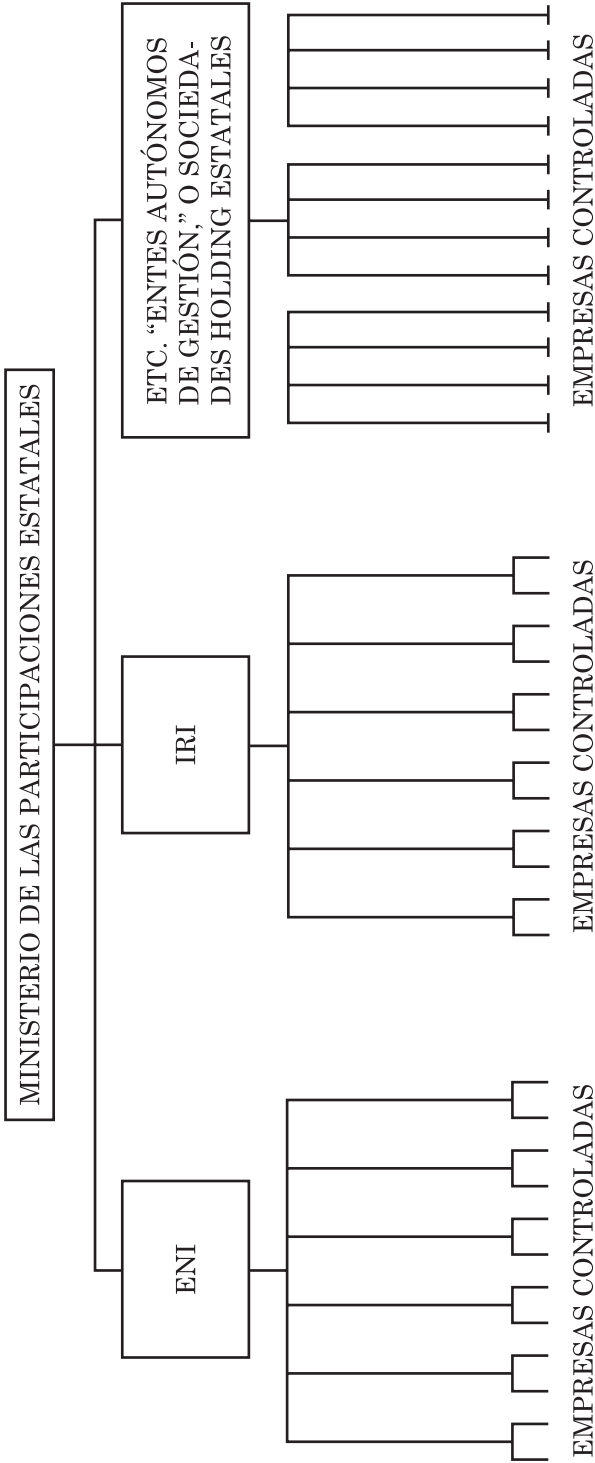 MINISTERIO DE LAS PARTICIPACIONES ESTATALES
ENI
IRI
ETC. “ENTES AUTÓNOMOS
DE GESTIÓN,” O SOCIEDA-
DES HOLDING ESTATALES
EMPRESAS CONTROLADAS
EMPRESAS CONTROLADAS
EMPRESAS CONTROLADAS